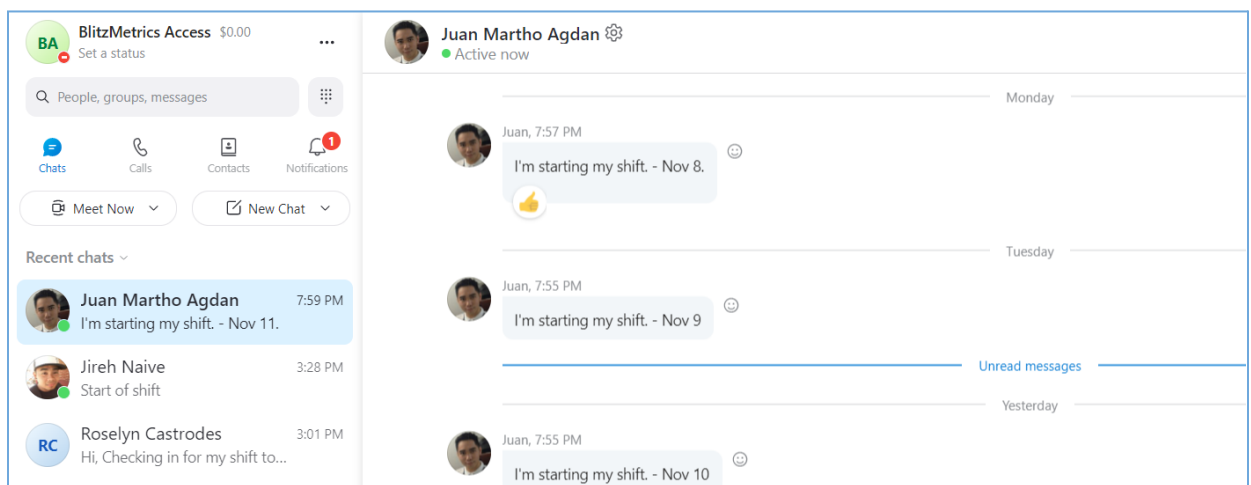 BA
BlitzMetrics Access $0.00
Set a status
People, groups, messages
Chats
Calls
Contacts
1
Notifications
Meet Now
New Chat
Recent chats
Juan Martho Agdan 7:59 PM
I'm starting my shift. - Nov 11.
Jireh Naive 3:28 PM
Start of shift
RC
Roselyn Castrodes 3:01 PM
Hi, Checking in for my shift to...
Juan Martho Agdan
Active now
Monday
Juan, 7:57 PM
I'm starting my shift. - Nov 8.
Tuesday
Juan, 7:55 PM
I'm starting my shift. - Nov 9
Unread messages
Yesterday
Juan, 7:55 PM
I'm starting my shift. - Nov 10